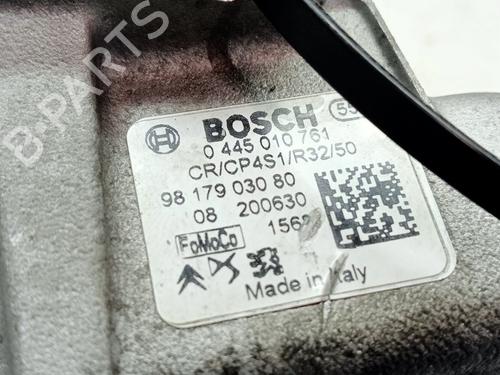 B-PARTS
BOSCH
0 445 010 761
CR/CP4S1/R32/50
98 179 030 80
08 200630
FoMoCo
Made in Italy